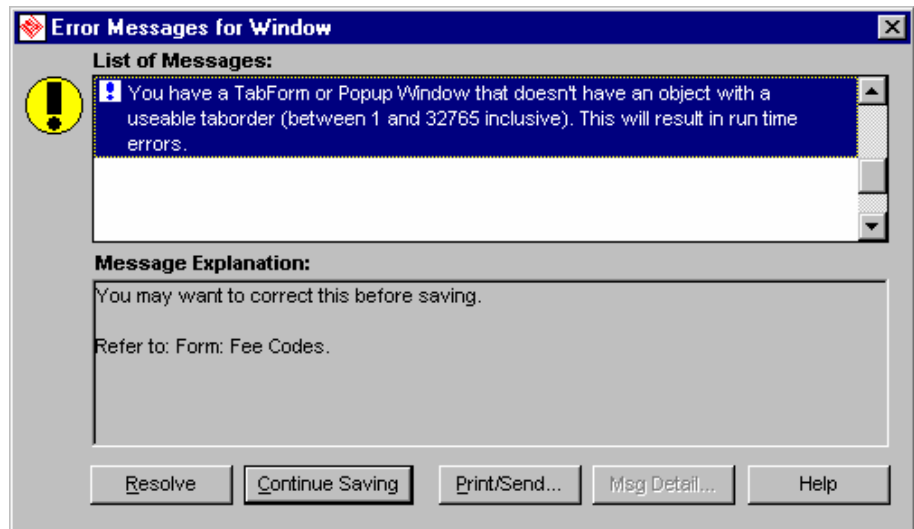 Error Messages for Window
List of Messages:
You have a TabForm or Popup Window that doesn't have an object with a
useable taborder (between 1 and 32765 inclusive). This will result in run time
errors.
Message Explanation:
You may want to correct this before saving.
Refer to: Form: Fee Codes.
Resolve Continue Saving Print/Send... Msg Detail... Help